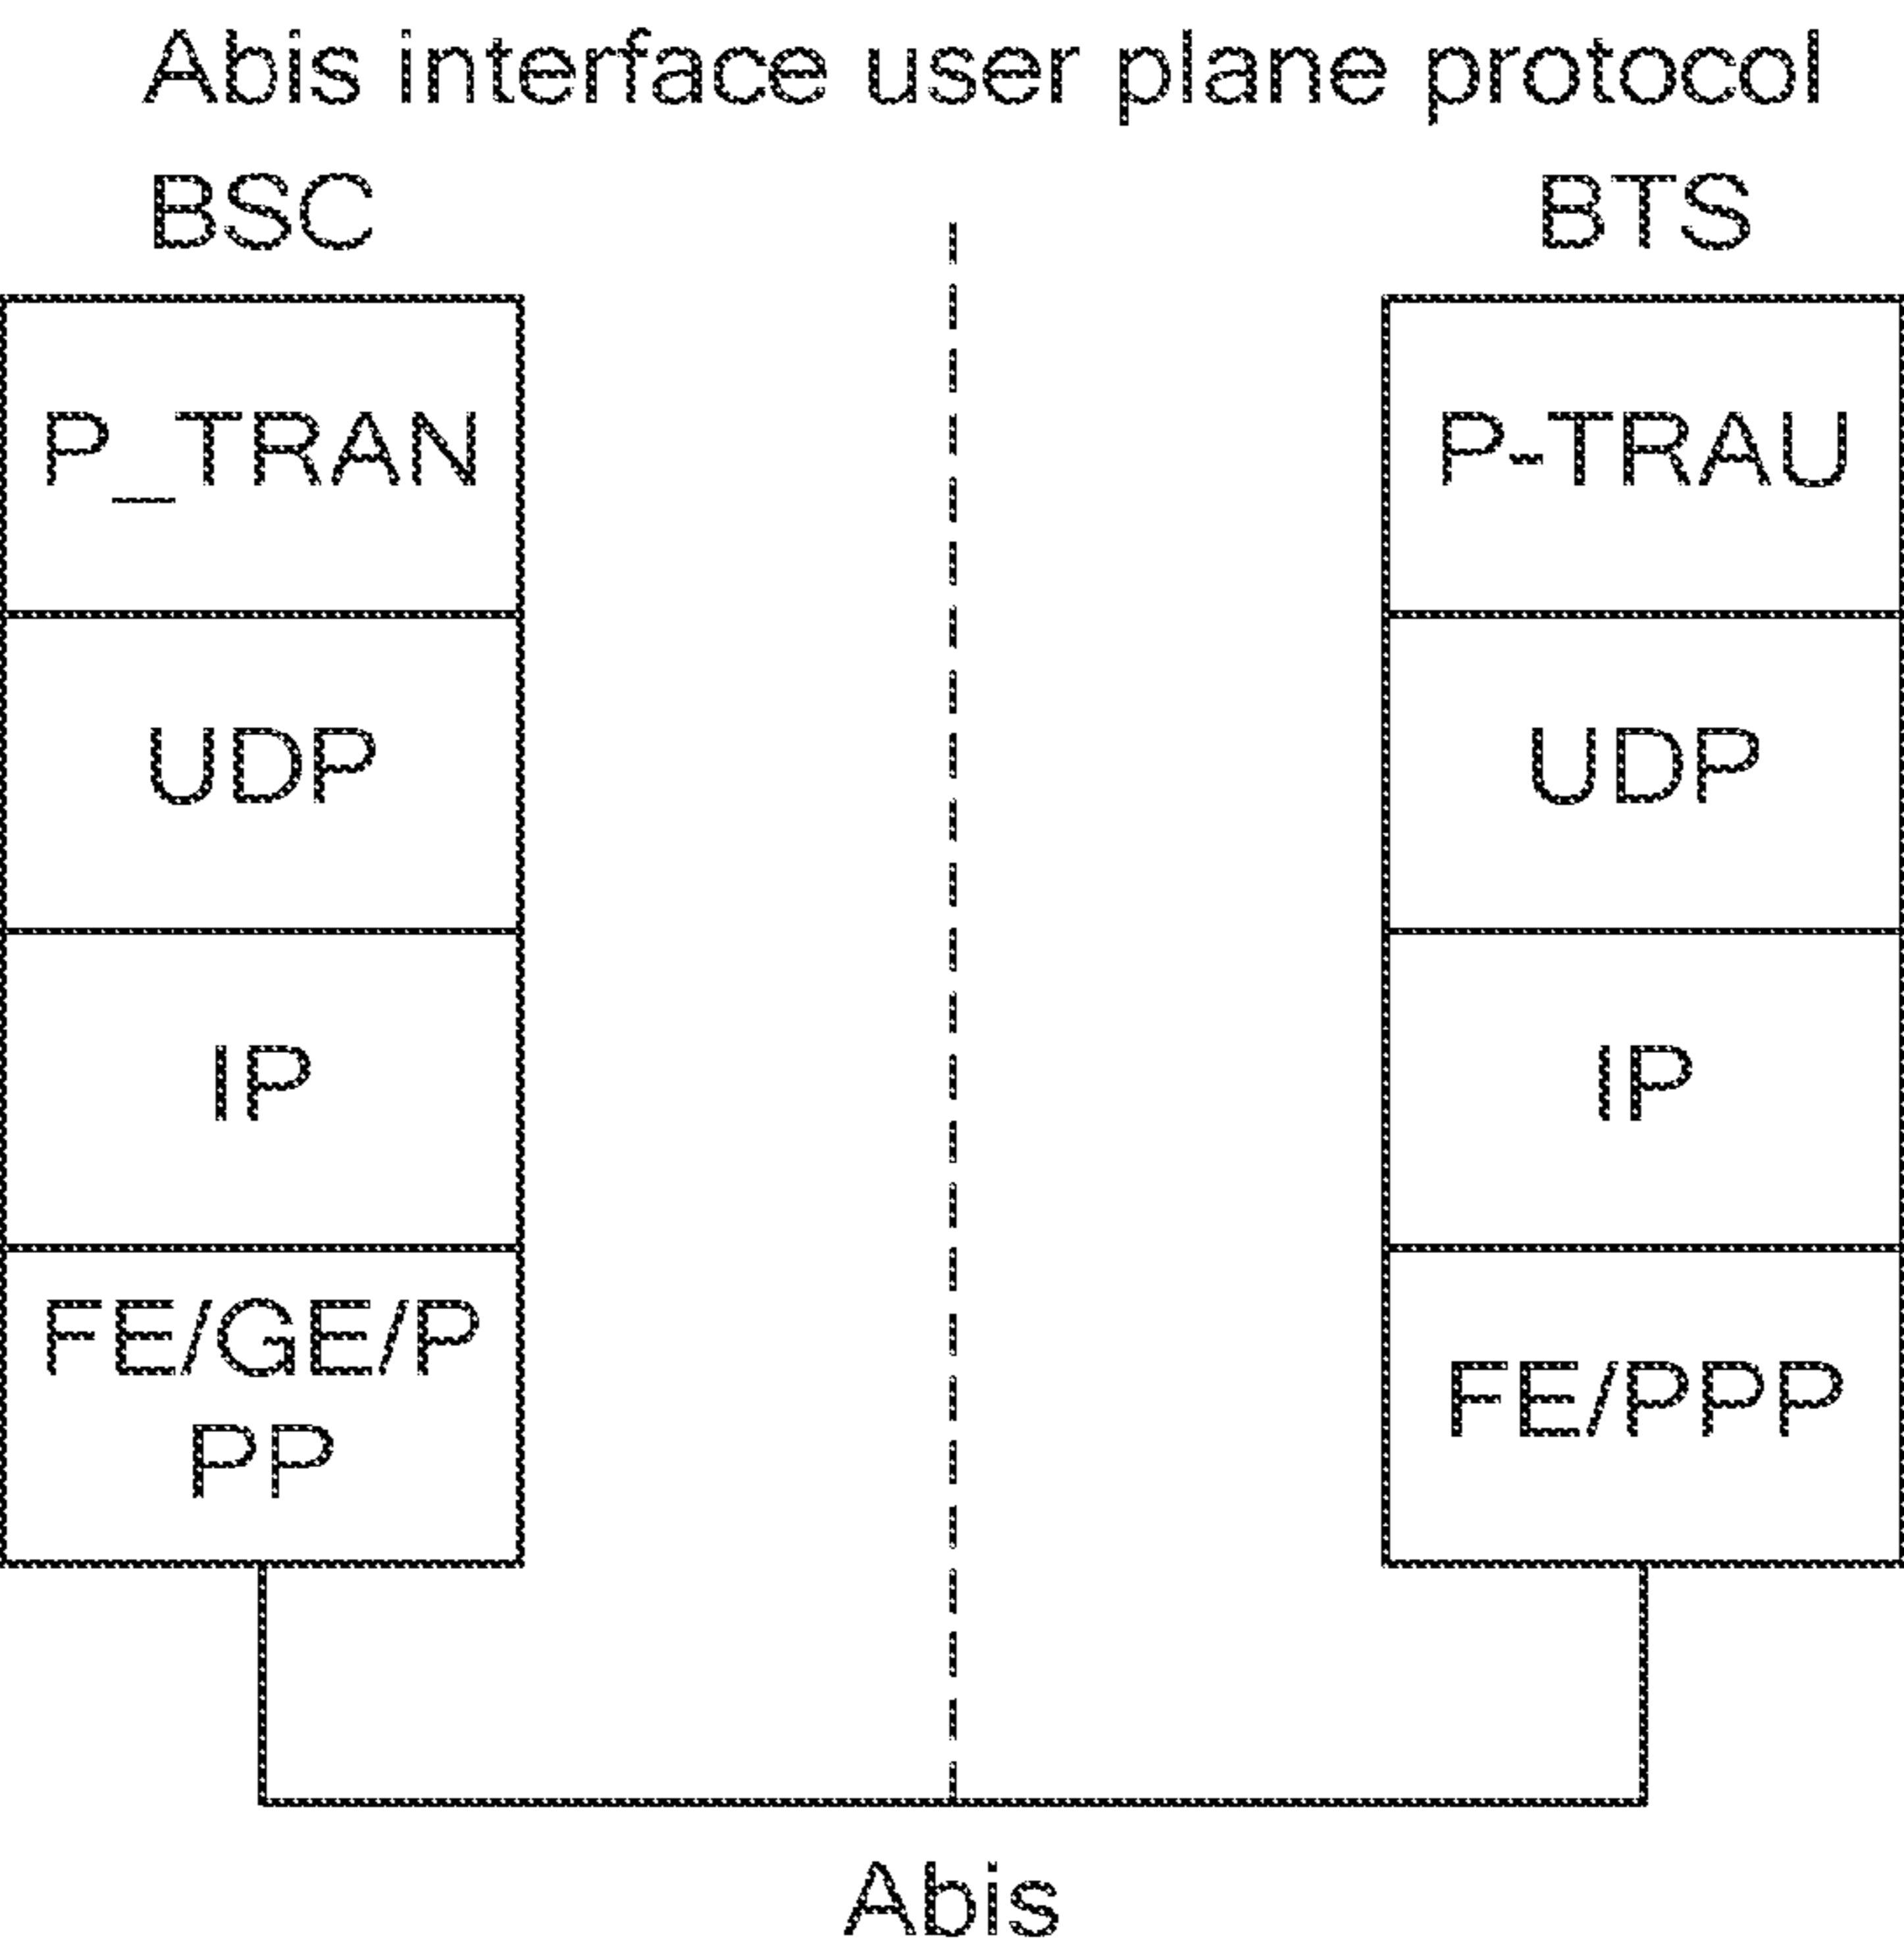 Abis interface user plane protocol
BSC
BTS
P_TRAN
P-TRAU
UDP
UDP
IP
IP
FE/GE/P
PP
FE/PPP
Abis